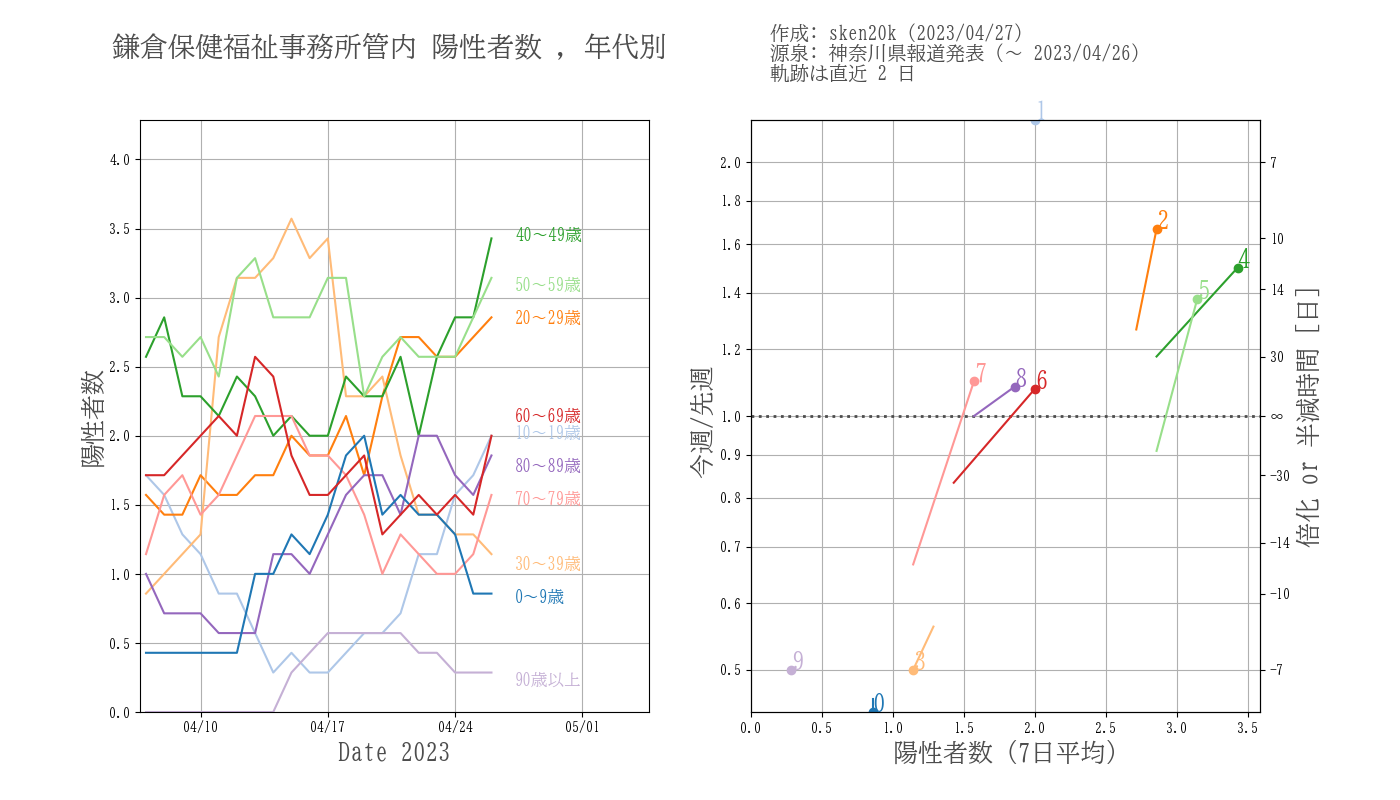 鎌倉保健福祉事務所管内 陽性者数 , 年代別
作成: sken20k (2023/04/27)
源泉: 神奈川県報道発表 (～ 2023/04/26)
軌跡は直近 2 日
陽性者数
4.0
3.5
3.0
2.5
2.0
1.5
1.0
0.5
0.0
04/10
04/17
04/24
05/01
Date 2023
40～49歳
50～59歳
20～29歳
60～69歳
10～19歳
80～89歳
70～79歳
30～39歳
0～9歳
90歳以上
今週/先週
2.0
1.8
1.6
1.4
1.2
1.0
0.9
0.8
0.7
0.6
0.5
1
2
4
5
7
8
6
9
3
0
0.0
0.5
1.0
1.5
2.0
2.5
3.0
3.5
陽性者数 (7日平均)
7
10
14
30
∞
−30
−14
−10
−7
倍化 or 半減時間 [日]